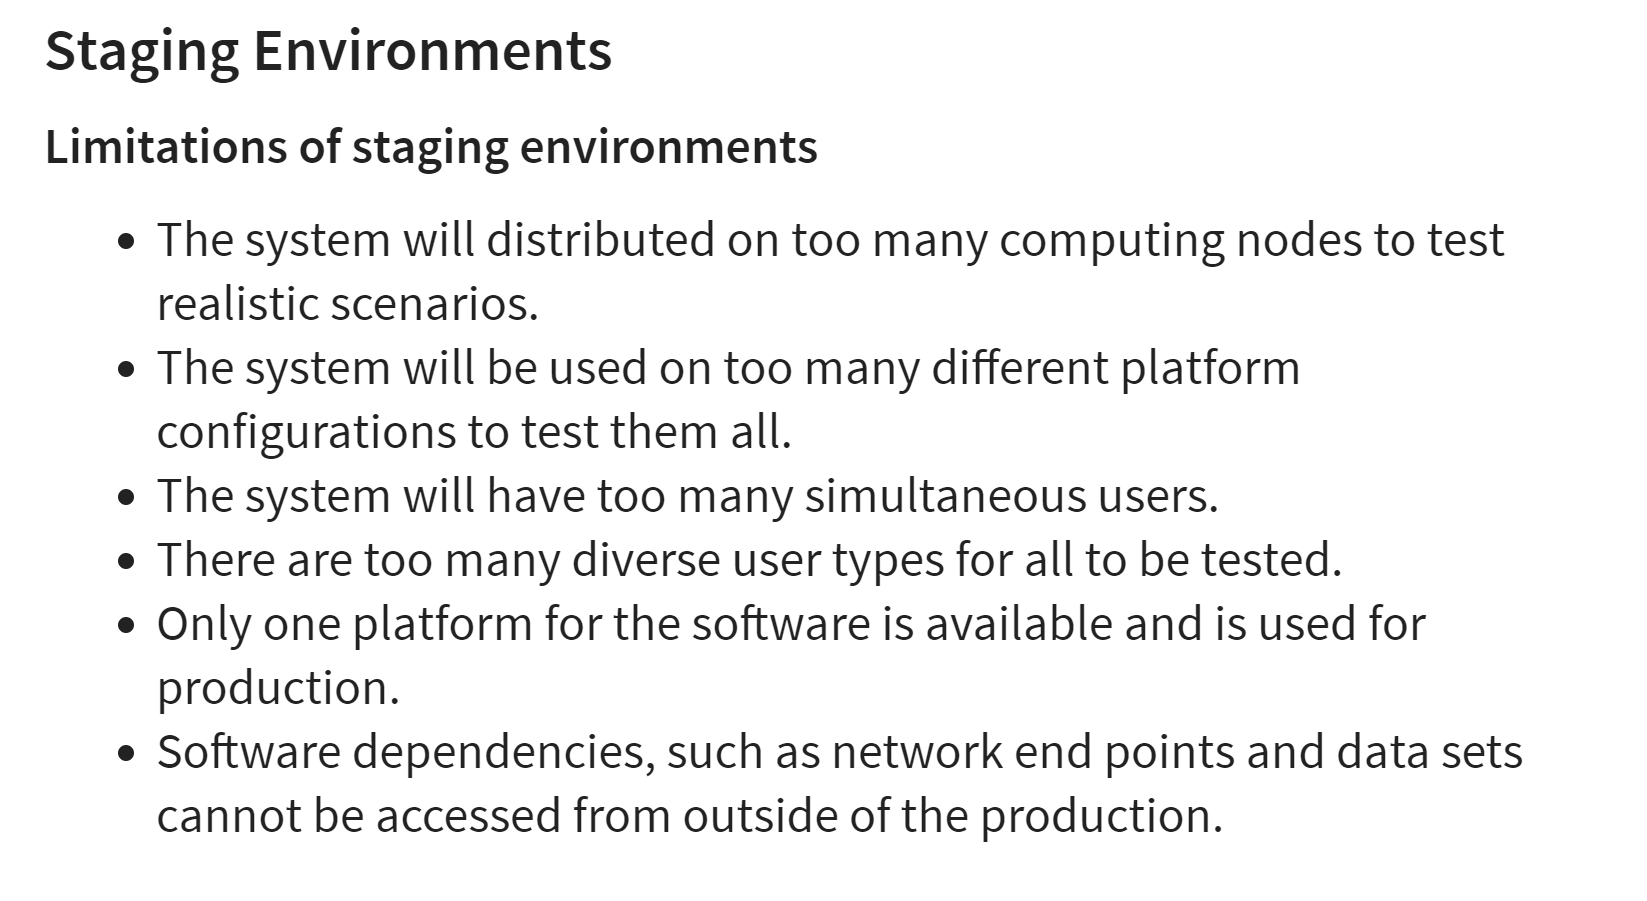 Staging Environments
Limitations of staging environments
• The system will distributed on too many computing nodes to test
realistic scenarios.
• The system will be used on too many different platform
configurations to test them all.
• The system will have too many simultaneous users.
• There are too many diverse user types for all to be tested.
• Only one platform for the software is available and is used for
production.
• Software dependencies, such as network end points and data sets
cannot be accessed from outside of the production.